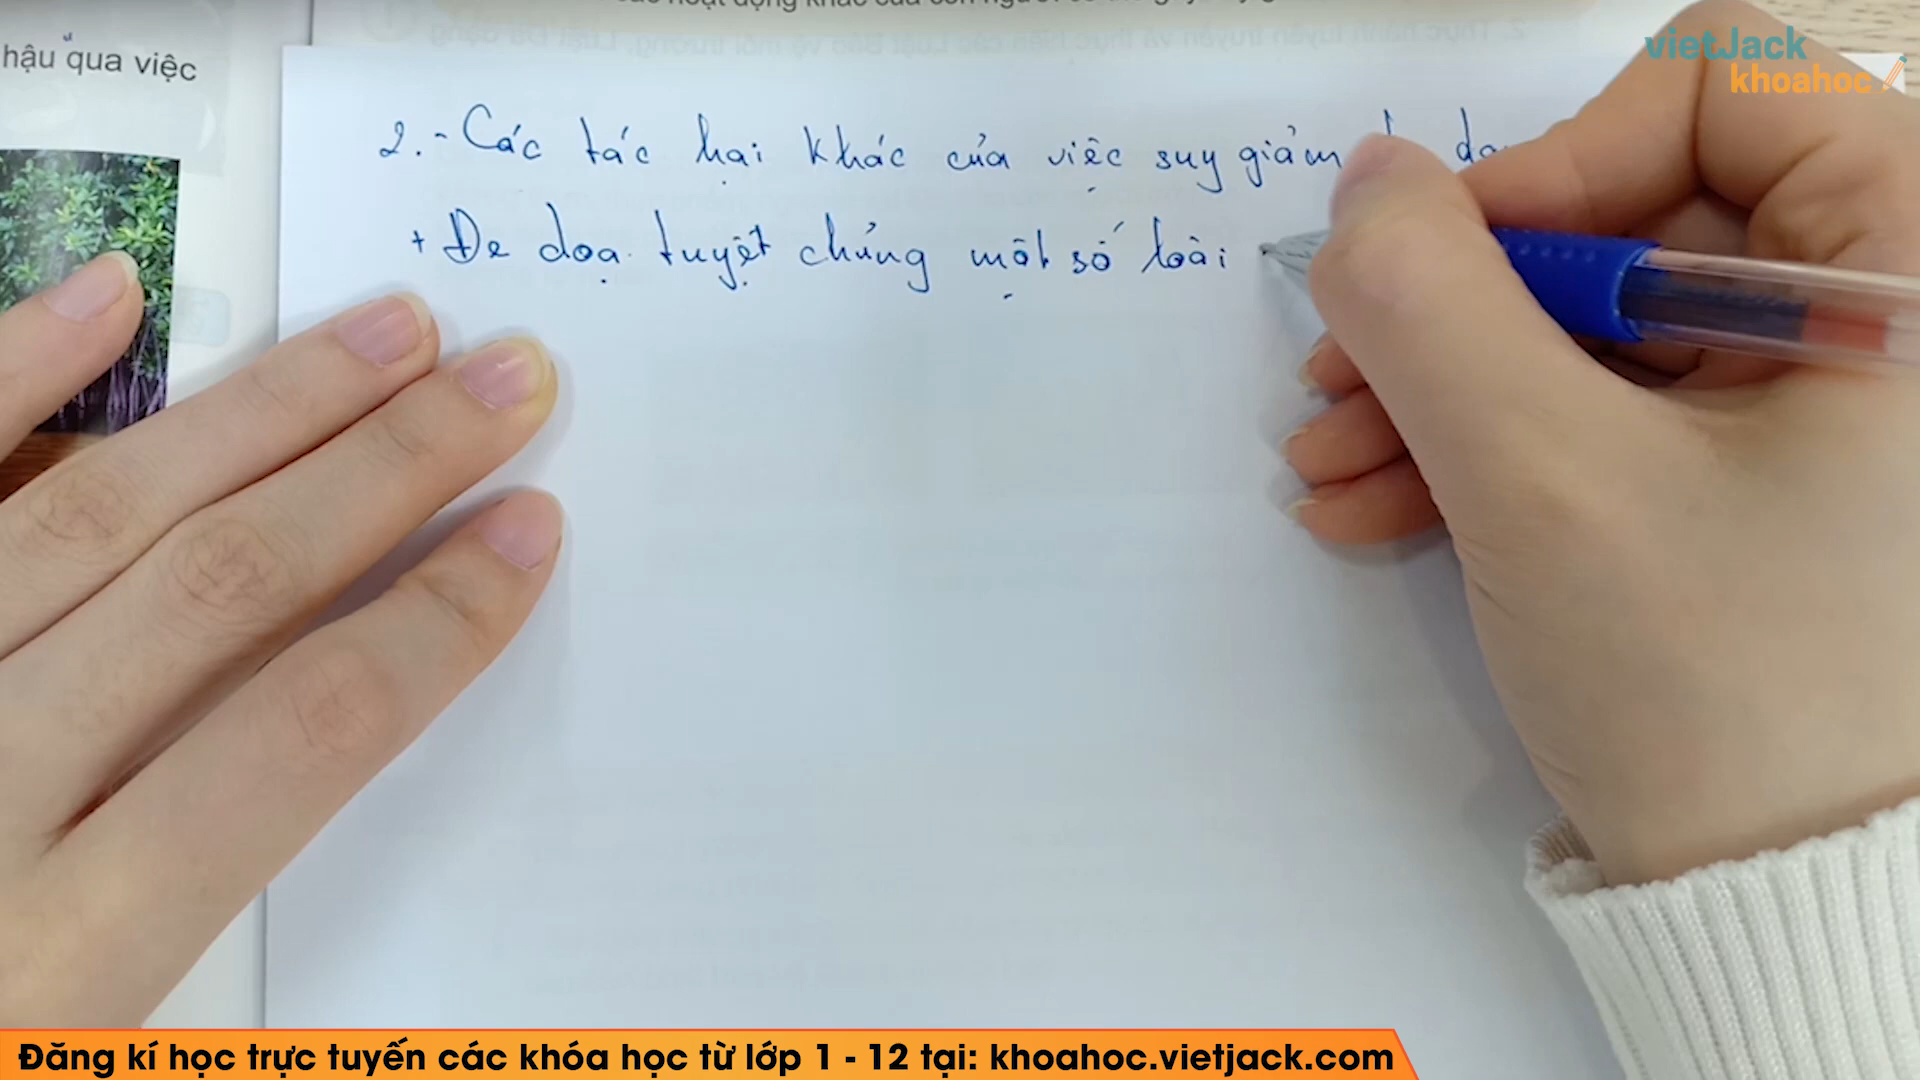 hậu qua việc
vietJack
khoahoc
2. - Các tác hại khác của việc suy giảm
+ Đe doạ tuyệt chủng một số loài
Đăng kí học trực tuyến các khóa học từ lớp 1 - 12 tại: khoahoc.vietjack.com